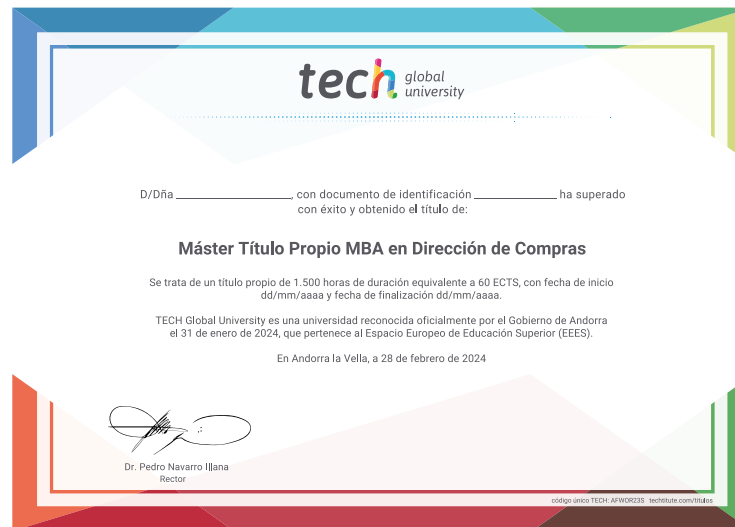 tech global university
D/Dña ____________________, con documento de identificación ______________ ha superado
con éxito y obtenido el título de:
Máster Título Propio MBA en Dirección de Compras
Se trata de un título propio de 1.500 horas de duración equivalente a 60 ECTS, con fecha de inicio
dd/mm/aaaa y fecha de finalización dd/mm/aaaa.
TECH Global University es una universidad reconocida oficialmente por el Gobierno de Andorra
el 31 de enero de 2024, que pertenece al Espacio Europeo de Educación Superior (EEES).
En Andorra la Vella, a 28 de febrero de 2024
Dr. Pedro Navarro Illana
Rector
código único TECH: AFWOR23S techtitute.com/titulos